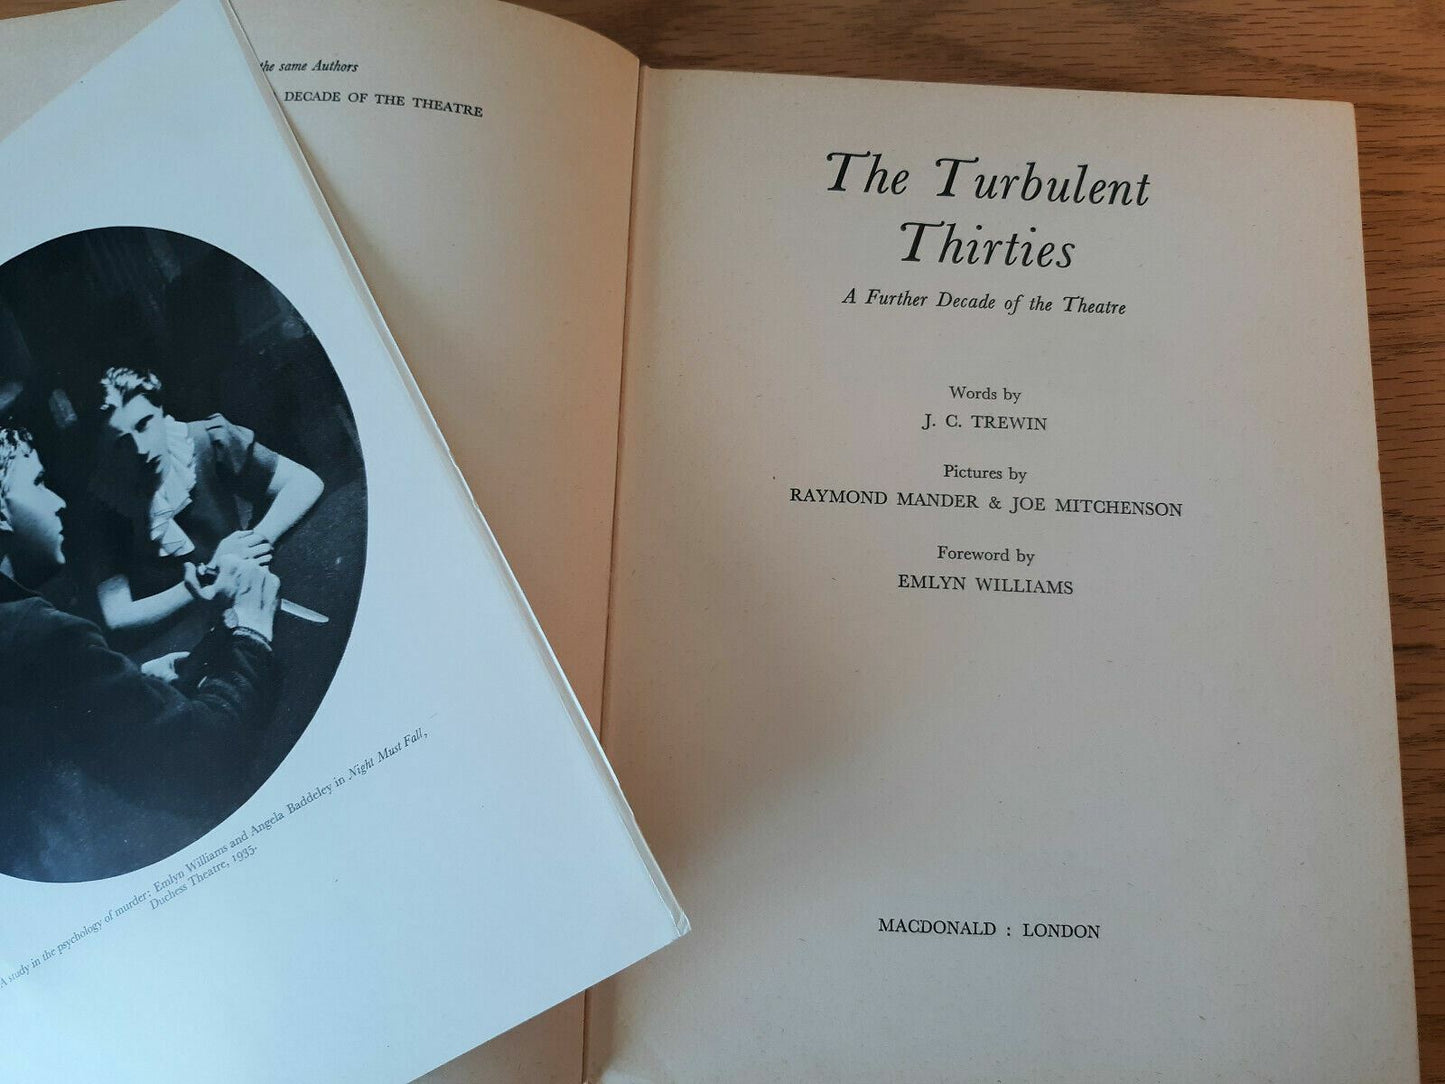 the same Authors
DECADE OF THE THEATRE
A study in the psychology of murder: Emlyn Williams and Angela Baddeley in Night Must Fall,
Duchess Theatre, 1935.
The Turbulent
Thirties
A Further Decade of the Theatre
Words by
J. C. TREWIN
Pictures by
RAYMOND MANDER & JOE MITCHENSON
Foreword by
EMLYN WILLIAMS
MACDONALD : LONDON